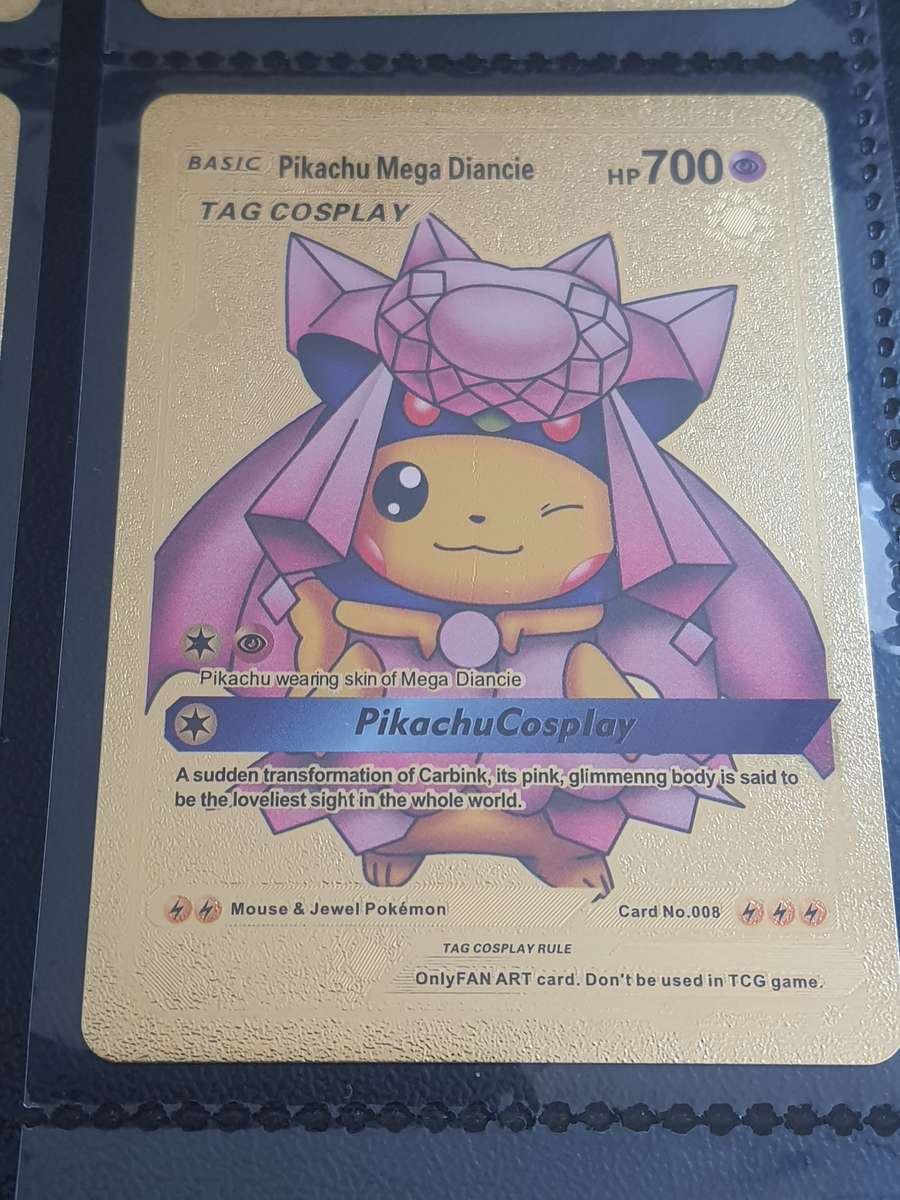 BASIC Pikachu Mega Diancie HP 700
TAG COSPLAY
Pikachu wearing skin of Mega Diancie
PikachuCosplay
A sudden transformation of Carbink, its pink, glimmenng body is said to
be the loveliest sight in the whole world.
Mouse & Jewel Pokémon Card No.008
TAG COSPLAY RULE
OnlyFAN ART card. Don't be used in TCG game.